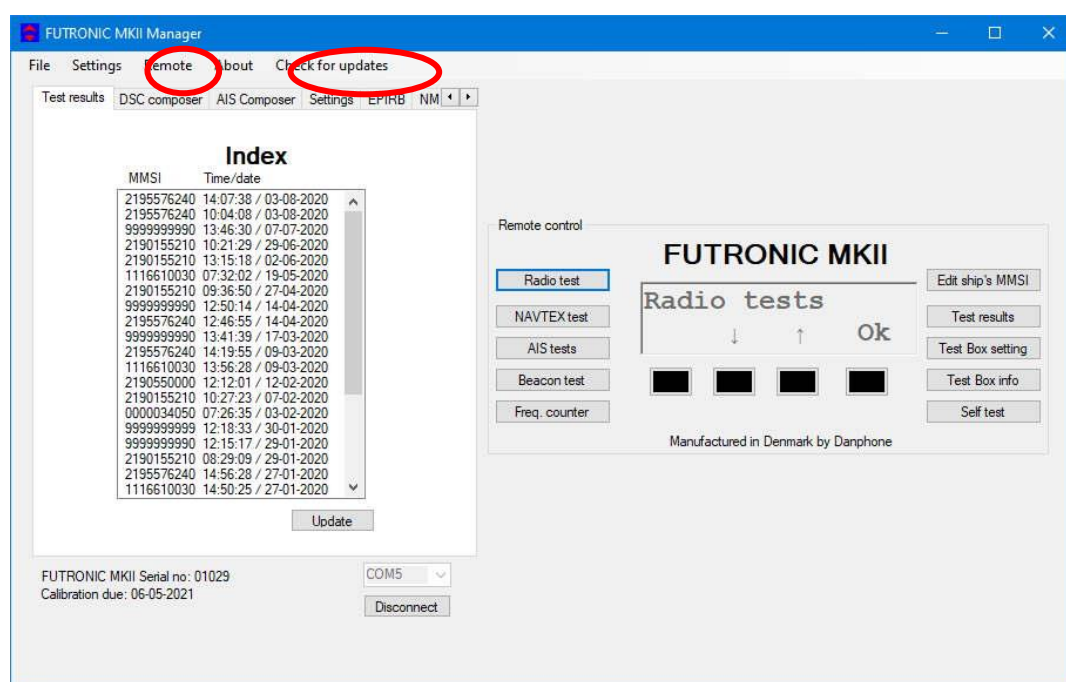 FUTRONIC MKII Manager
File Settings Remote About Check for updates
Test results DSC composer AIS Composer Settings EPIRB NM
Index
MMSI Time/date
2195576240 14:07:38 / 03-08-2020
2195576240 10:04:08 / 03-08-2020
9999999990 13:46:30 / 07-07-2020
2190155210 10:21:29 / 29-06-2020
2190155210 13:15:18 / 02-06-2020
1116610030 07:32:02 / 19-05-2020
2190155210 09:36:50 / 27-04-2020
9999999990 12:50:14 / 14-04-2020
2195576240 12:46:55 / 14-04-2020
9999999990 13:41:39 / 17-03-2020
2195576240 14:19:55 / 09-03-2020
1116610030 13:56:28 / 09-03-2020
2190550000 12:12:01 / 12-02-2020
2190155210 10:27:23 / 07-02-2020
0000034050 07:26:35 / 03-02-2020
9999999999 12:18:33 / 30-01-2020
9999999990 12:15:17 / 29-01-2020
2190155210 08:29:09 / 29-01-2020
2195576240 14:56:28 / 27-01-2020
1116610030 14:50:25 / 27-01-2020
Update
FUTRONIC MKII Serial no: 01029
Calibration due: 06-05-2021
COM5
Disconnect
Remote control
FUTRONIC MKII
Radio test
NAVTEX test
AIS tests
Beacon test
Freq. counter
Radio tests
↓ ↑ Ok
Edit ship's MMSI
Test results
Test Box setting
Test Box info
Self test
Manufactured in Denmark by Danphone